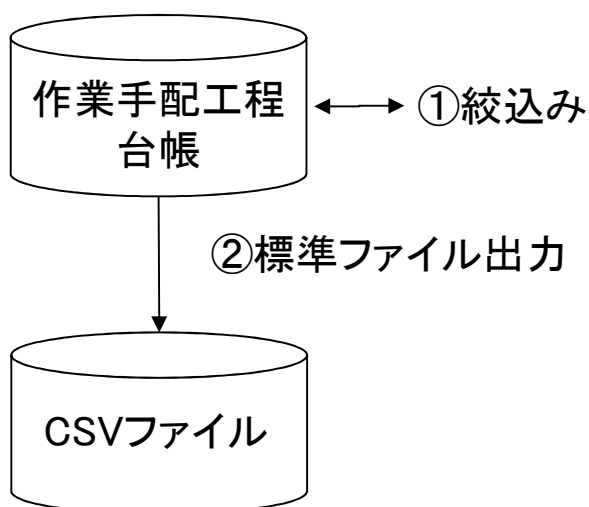 作業手配工程
台帳
①絞込み
②標準ファイル出力
CSVファイル